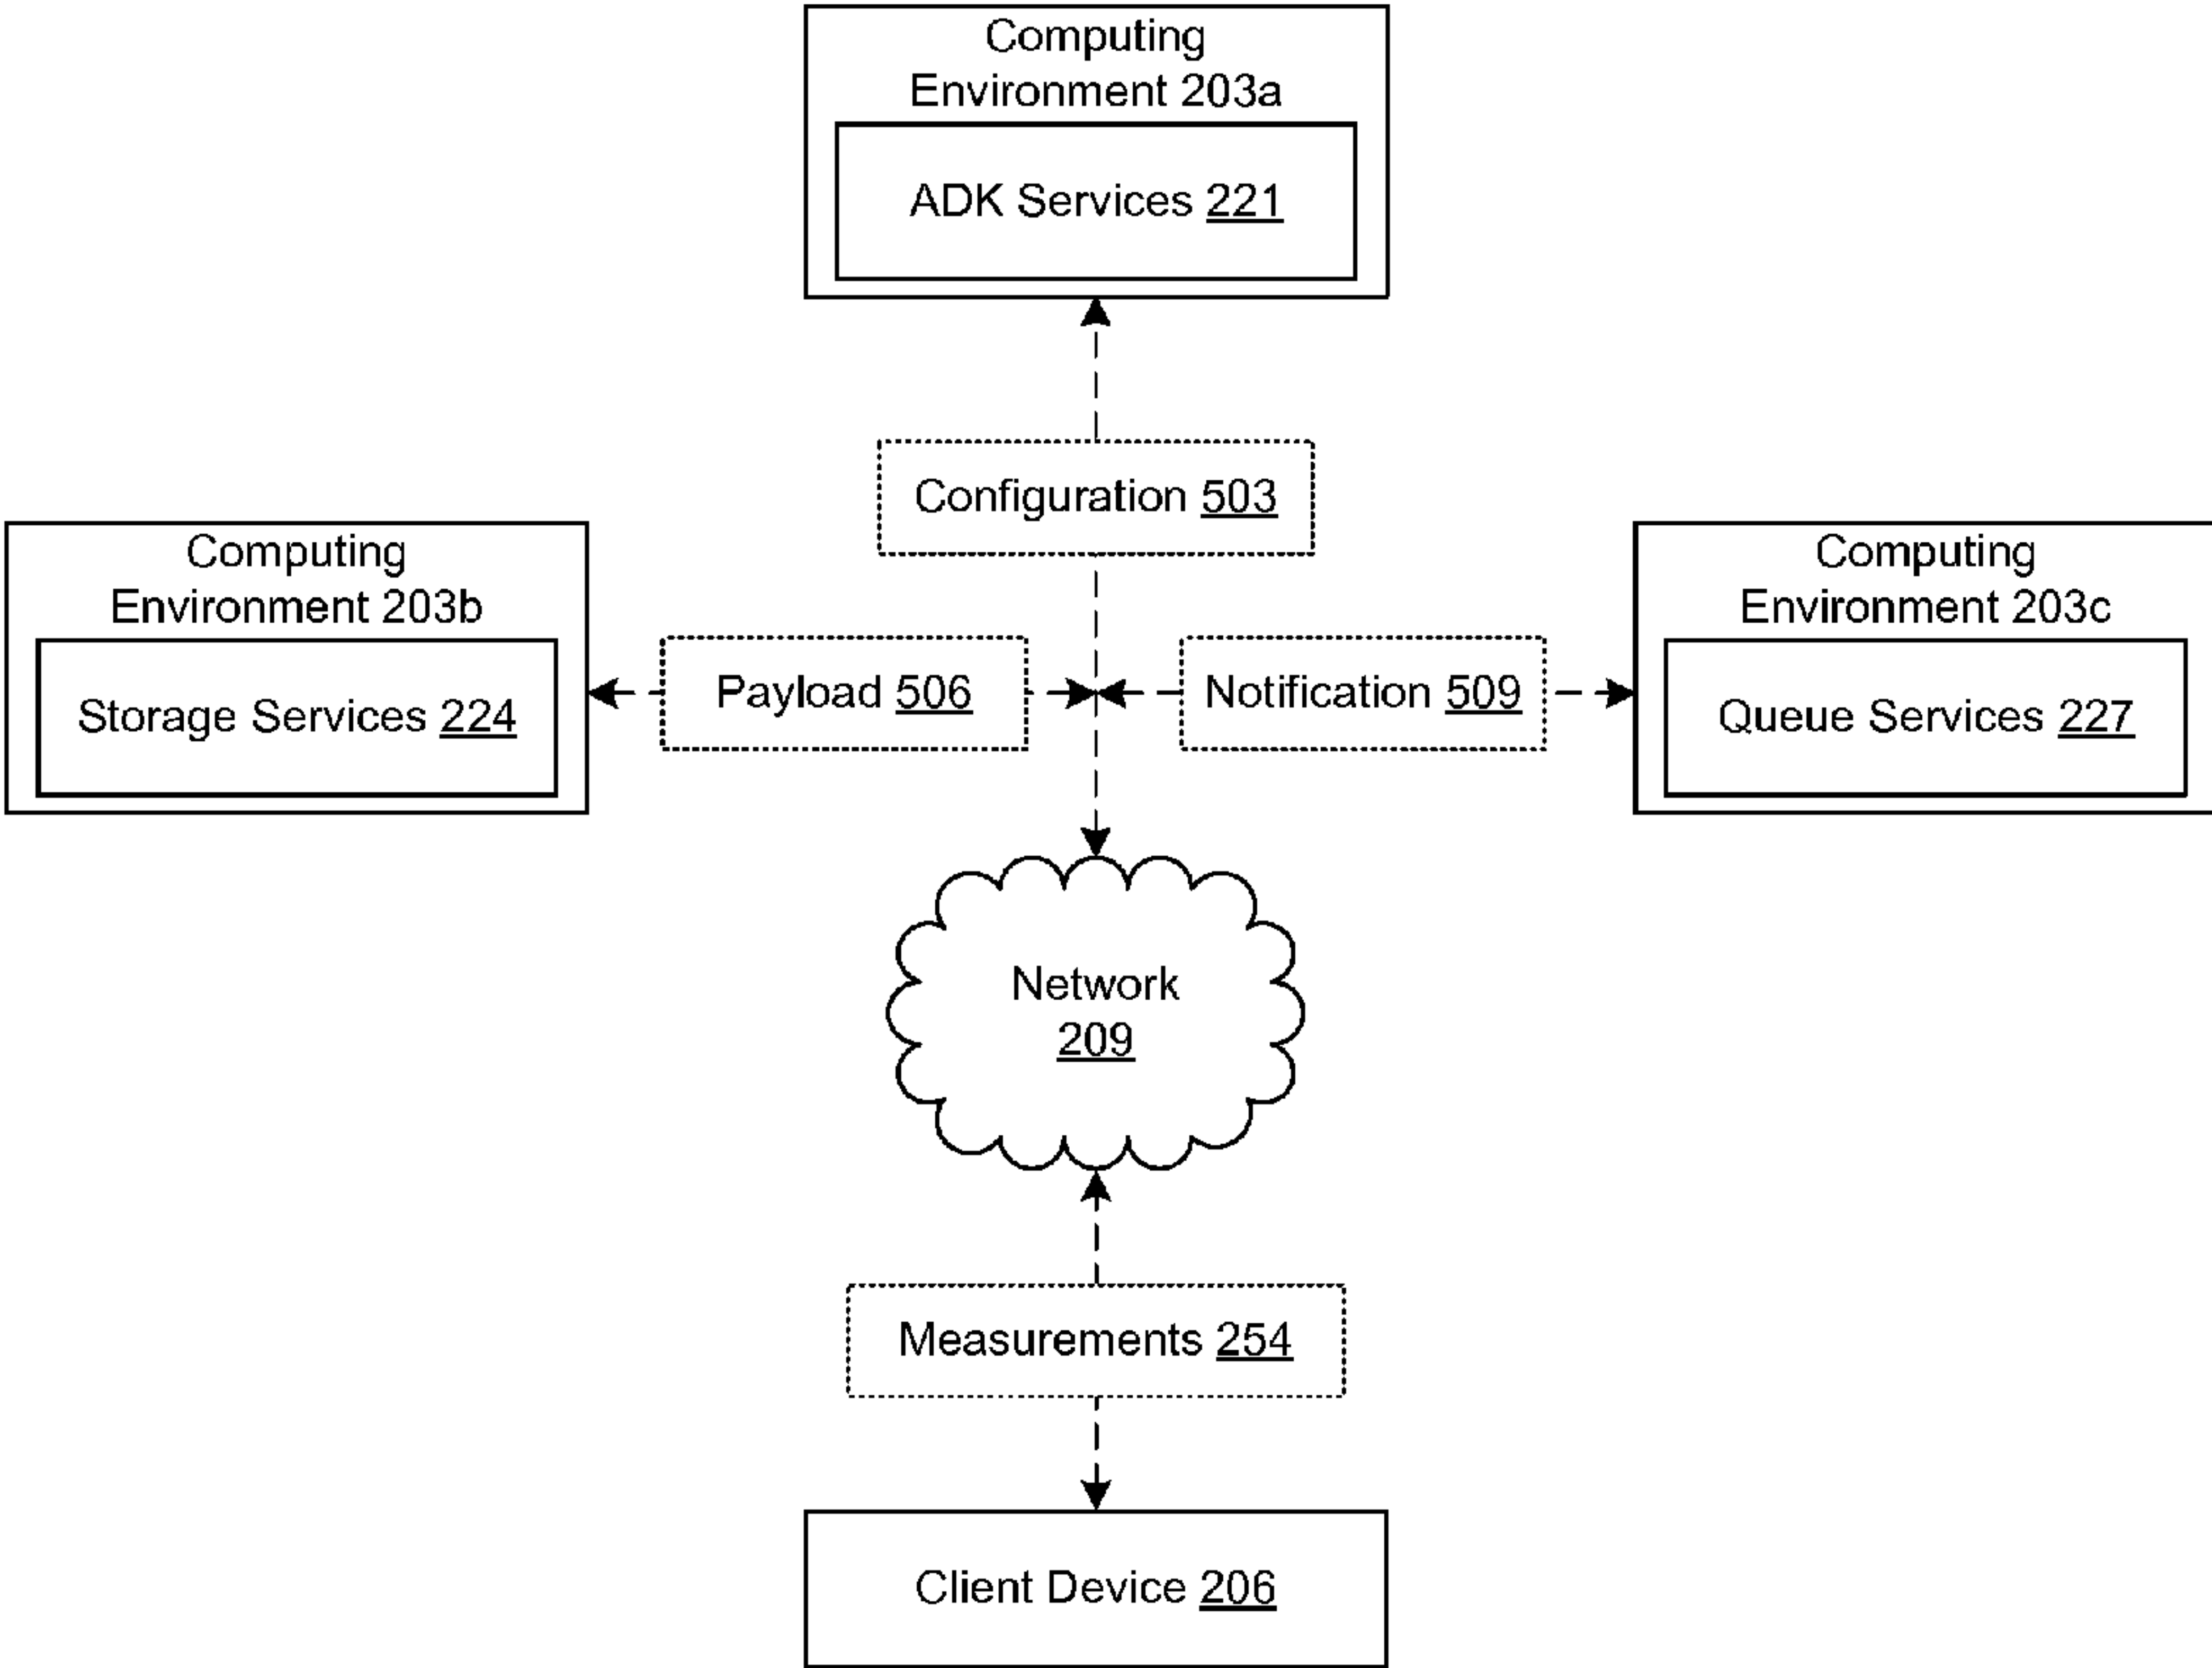 Computing
Environment 203a
ADK Services 221
Configuration 503
Computing
Environment 203b
Storage Services 224
Payload 506
Notification 509
Computing
Environment 203c
Queue Services 227
Network
209
Measurements 254
Client Device 206